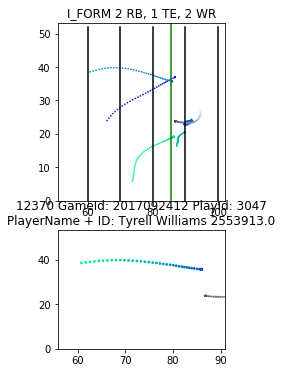 I_FORM 2 RB, 1 TE, 2 WR
50
40
30
20
10
0
60 80 100
12370 GameId: 2017092412 PlayId: 3047
PlayerName + ID: Tyrell Williams 2553913.0
40
20
0
60 70 80 90